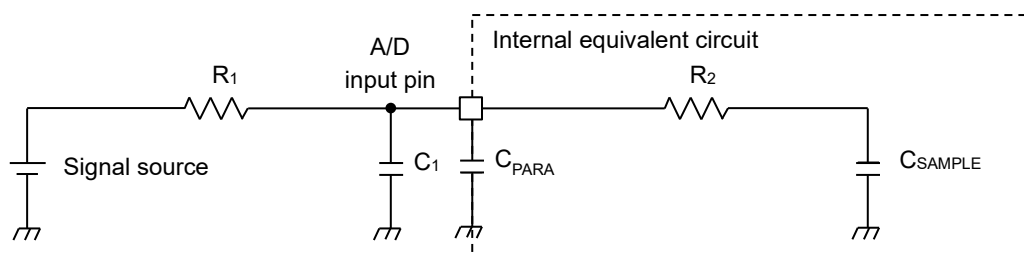 Internal equivalent circuit
A/D
input pin
R1
R2
Signal source
C1
CPARA
CSAMPLE